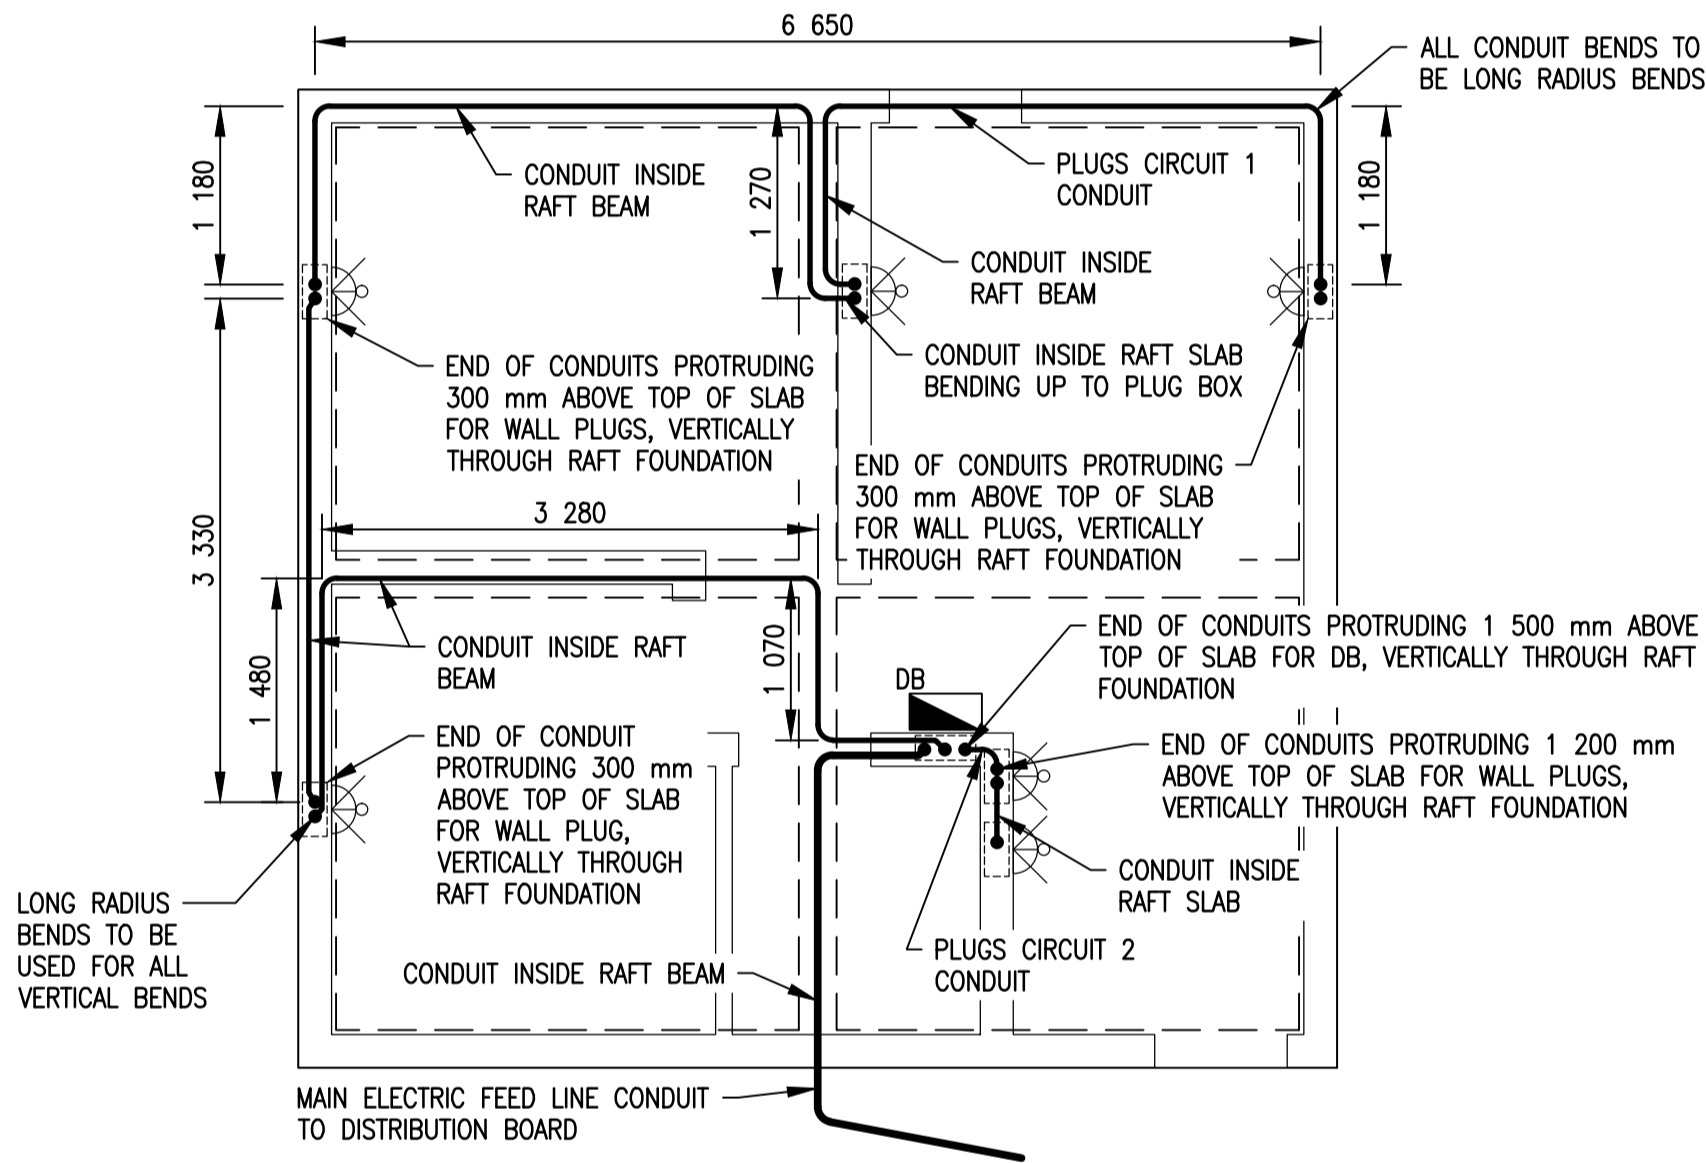 6 650
ALL CONDUIT BENDS TO
BE LONG RADIUS BENDS
1 180
CONDUIT INSIDE
RAFT BEAM
1 270
PLUGS CIRCUIT 1
CONDUIT
1 180
CONDUIT INSIDE
RAFT BEAM
END OF CONDUITS PROTRUDING
300 mm ABOVE TOP OF SLAB
FOR WALL PLUGS, VERTICALLY
THROUGH RAFT FOUNDATION
CONDUIT INSIDE RAFT SLAB
BENDING UP TO PLUG BOX
END OF CONDUITS PROTRUDING
300 mm ABOVE TOP OF SLAB
FOR WALL PLUGS, VERTICALLY
THROUGH RAFT FOUNDATION
3 280
3 330
1 480
CONDUIT INSIDE RAFT
BEAM
1 070
END OF CONDUITS PROTRUDING 1 500 mm ABOVE
TOP OF SLAB FOR DB, VERTICALLY THROUGH RAFT
FOUNDATION
DB
END OF CONDUIT
PROTRUDING 300 mm
ABOVE TOP OF SLAB
FOR WALL PLUG,
VERTICALLY THROUGH
RAFT FOUNDATION
END OF CONDUITS PROTRUDING 1 200 mm
ABOVE TOP OF SLAB FOR WALL PLUGS,
VERTICALLY THROUGH RAFT FOUNDATION
CONDUIT INSIDE
RAFT SLAB
LONG RADIUS
BENDS TO BE
USED FOR ALL
VERTICAL BENDS
PLUGS CIRCUIT 2
CONDUIT
CONDUIT INSIDE RAFT BEAM
MAIN ELECTRIC FEED LINE CONDUIT
TO DISTRIBUTION BOARD